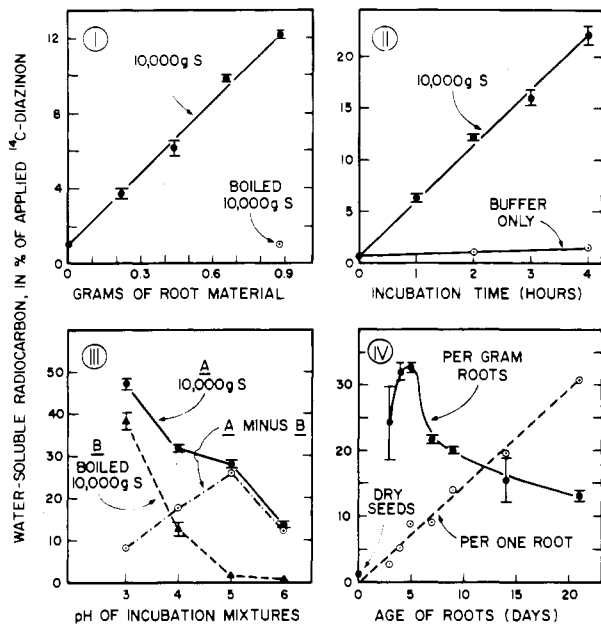 WATER-SOLUBLE RADIOCARBON, IN % OF APPLIED ¹⁴C-DIAZINON
I
12
8
4
0
10,000g S
BOILED
10,000g S
0
0.3
0.6
0.9
GRAMS OF ROOT MATERIAL
II
20
15
10
5
0
10,000g S
BUFFER
ONLY
0
1
2
3
4
INCUBATION TIME (HOURS)
III
50
40
30
20
10
0
A
10,000g S
A MINUS B
B
BOILED
10,000g S
3
4
5
6
pH OF INCUBATION MIXTURES
IV
30
20
10
0
PER GRAM
ROOTS
DRY
SEEDS
PER ONE ROOT
0
5
10
15
20
AGE OF ROOTS (DAYS)